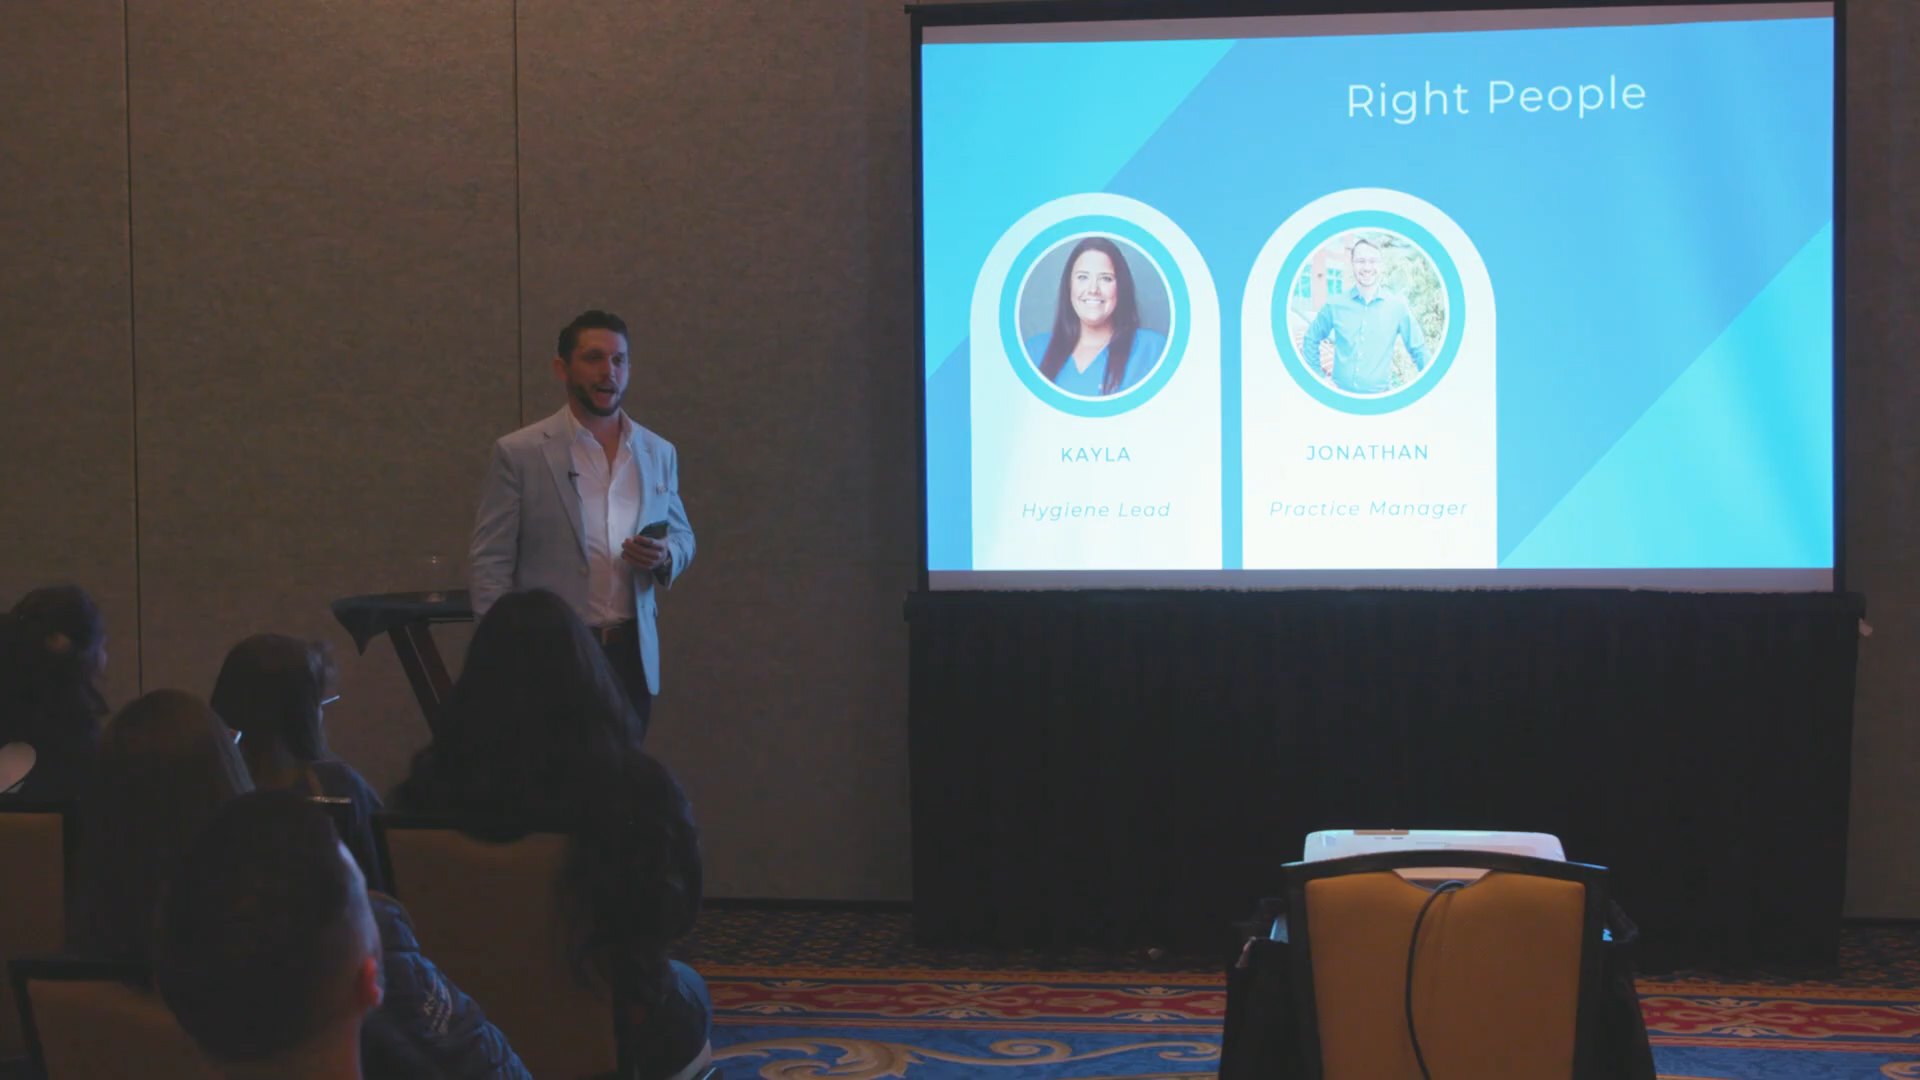 Right People
KAYLA
Hygiene Lead
JONATHAN
Practice Manager